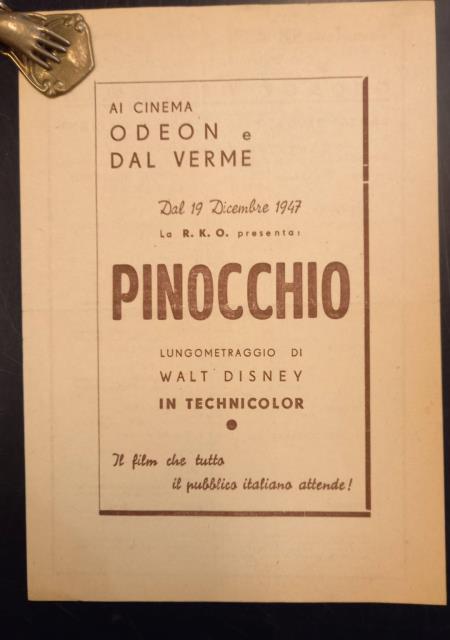 AI CINEMA
ODEON e
DAL VERME
Dal 19 Dicembre 1947
La R. K. O. presenta:
PINOCCHIO
LUNGOMETRAGGIO DI
WALT DISNEY
IN TECHNICOLOR
Il film che tutto
il pubblico italiano attende!